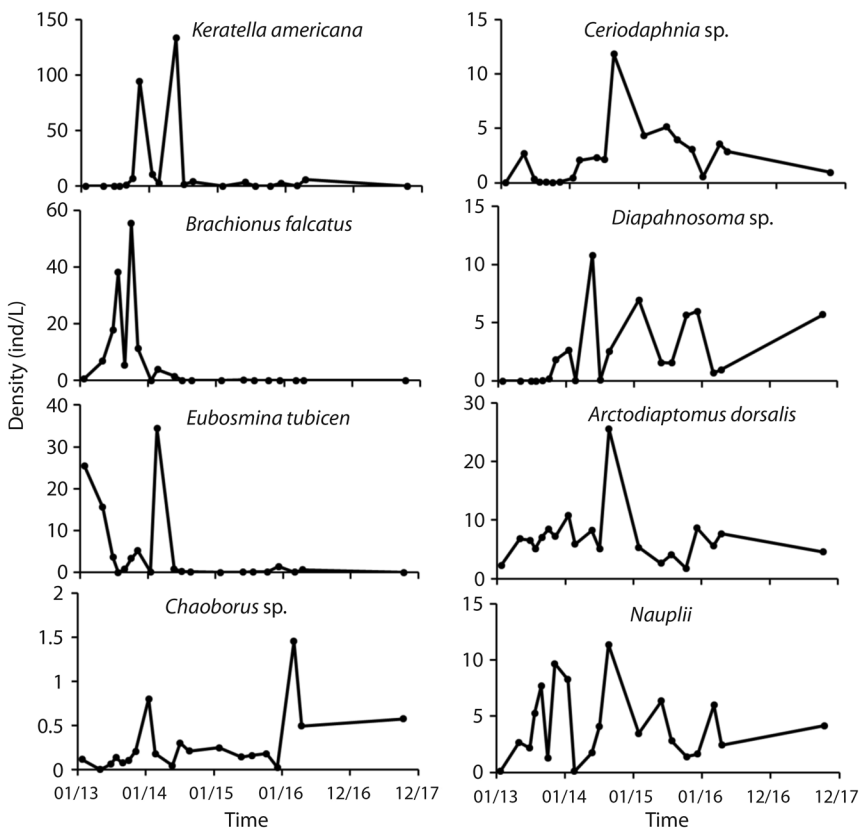 Density (ind/L)
Keratella americana
150
100
50
0
Brachionus falcatus
60
40
20
0
Eubosmina tubicen
40
30
20
10
0
Chaoborus sp.
2
1.5
1
0.5
0
01/13 01/14 01/15 01/16 12/16 12/17
Time
Ceriodaphnia sp.
15
10
5
0
Diapahnosoma sp.
15
10
5
0
Arctodiaptomus dorsalis
30
20
10
0
Nauplii
15
10
5
0
01/13 01/14 01/15 01/16 12/16 12/17
Time